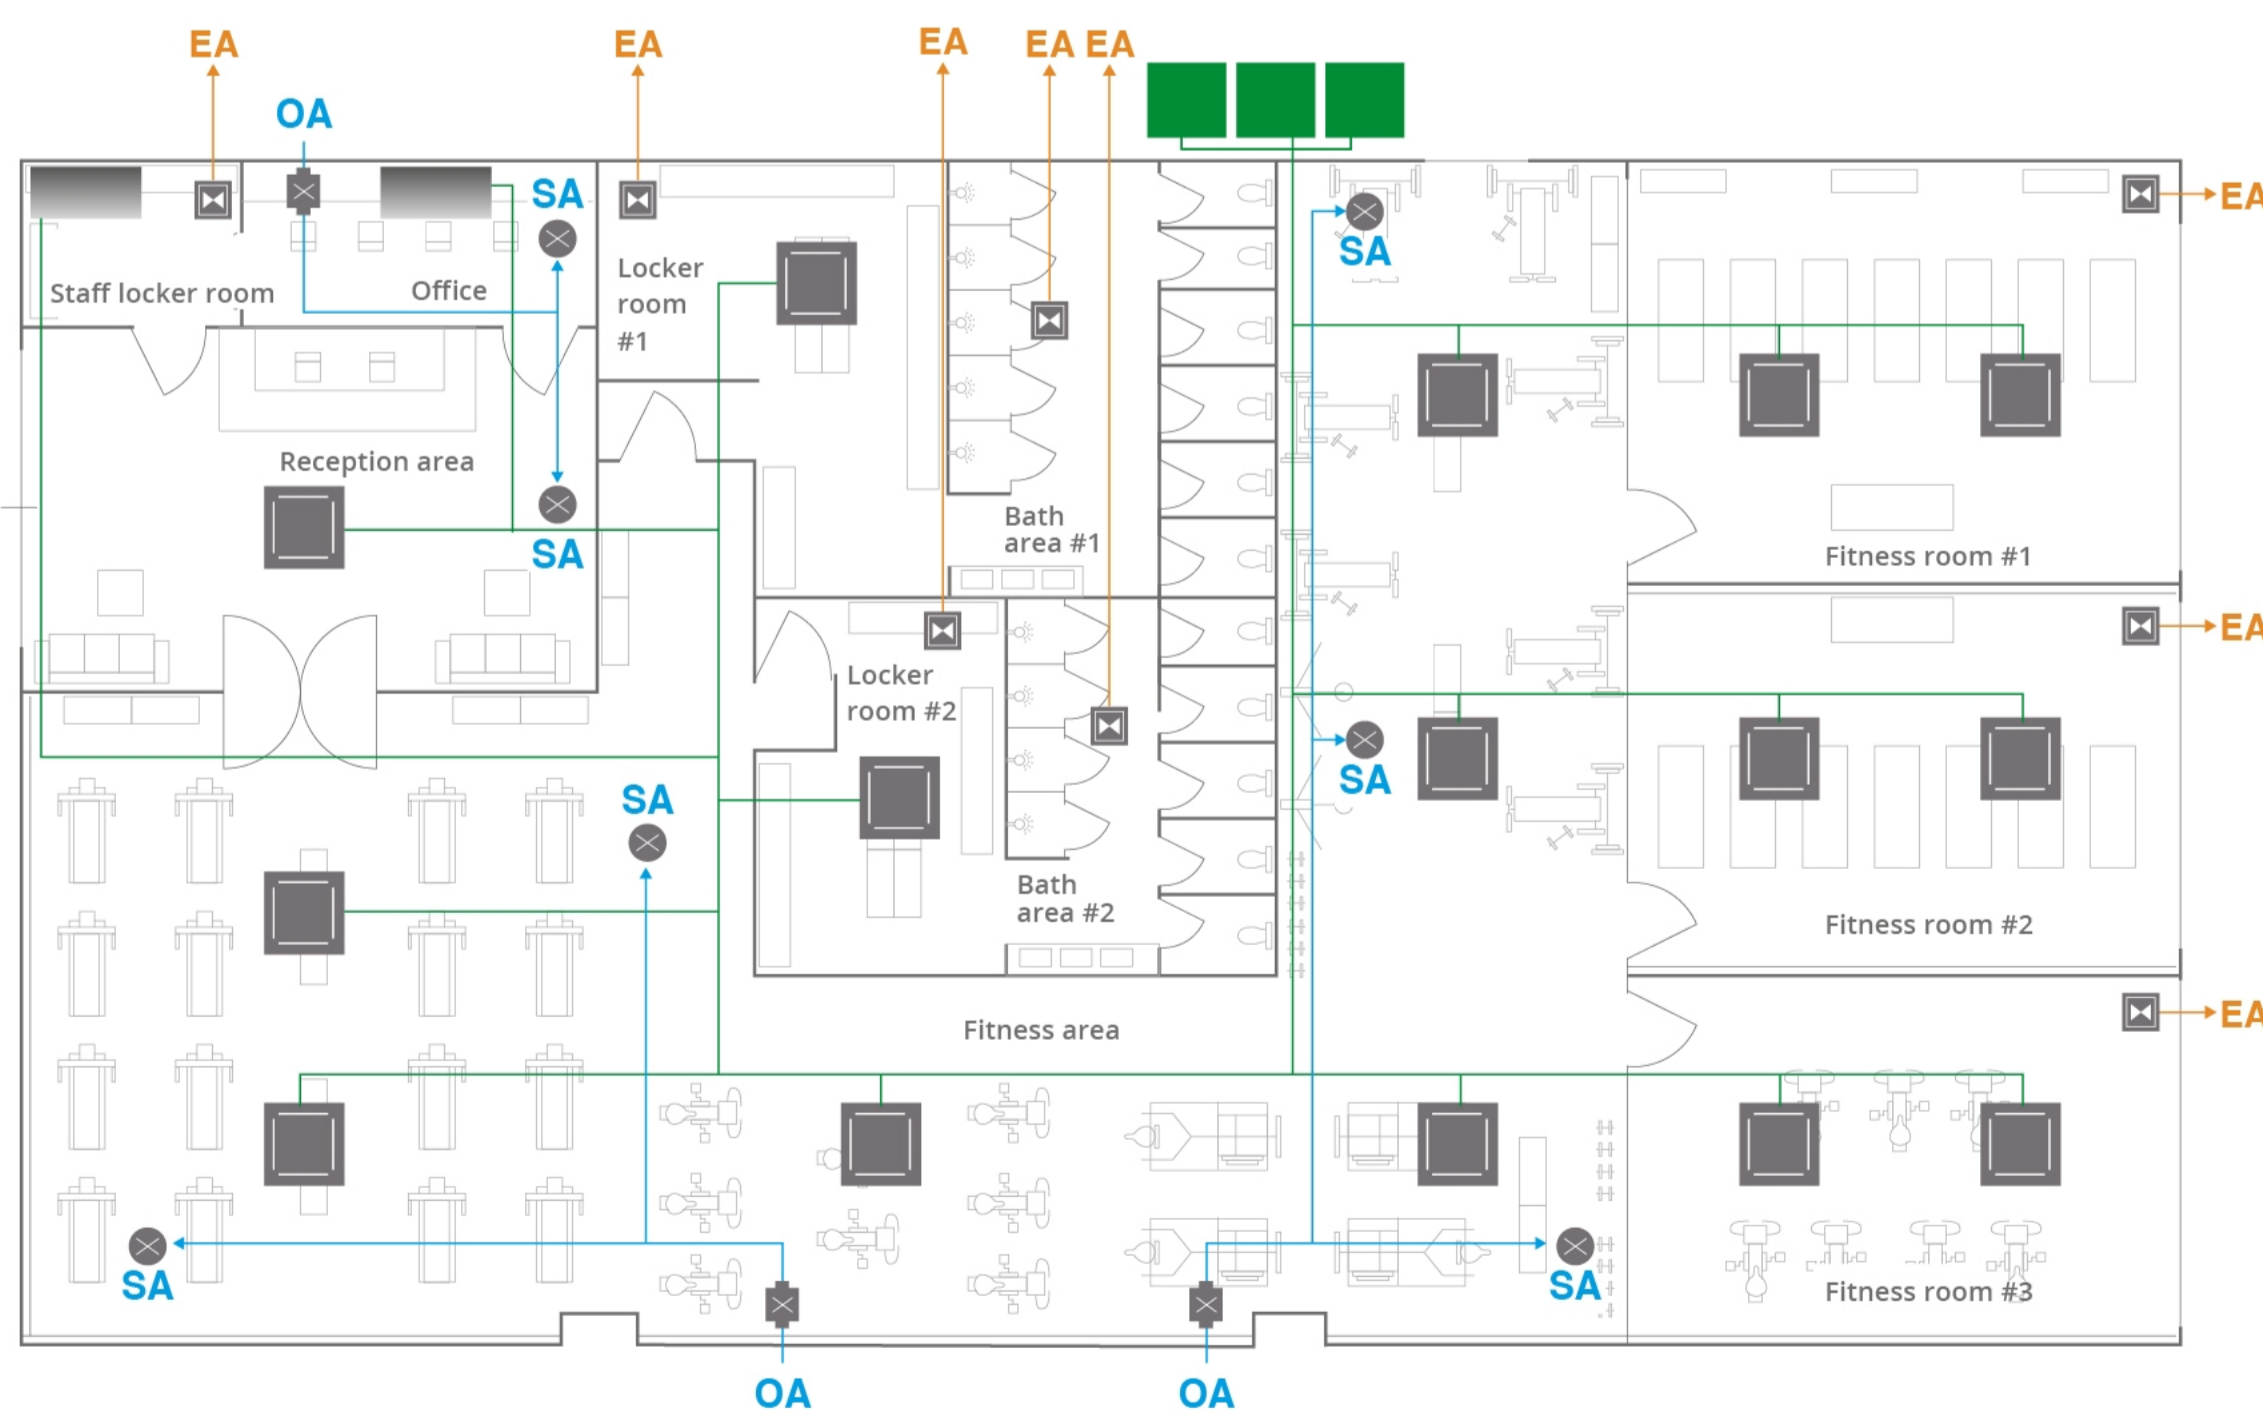 EA
EA
EA
EA
EA
OA
SA
SA
EA
Locker
room
#1
Staff locker room
Office
Reception area
SA
Bath
area #1
Fitness room #1
EA
Locker
room #2
SA
SA
Bath
area #2
Fitness room #2
EA
Fitness area
SA
SA
Fitness room #3
OA
OA